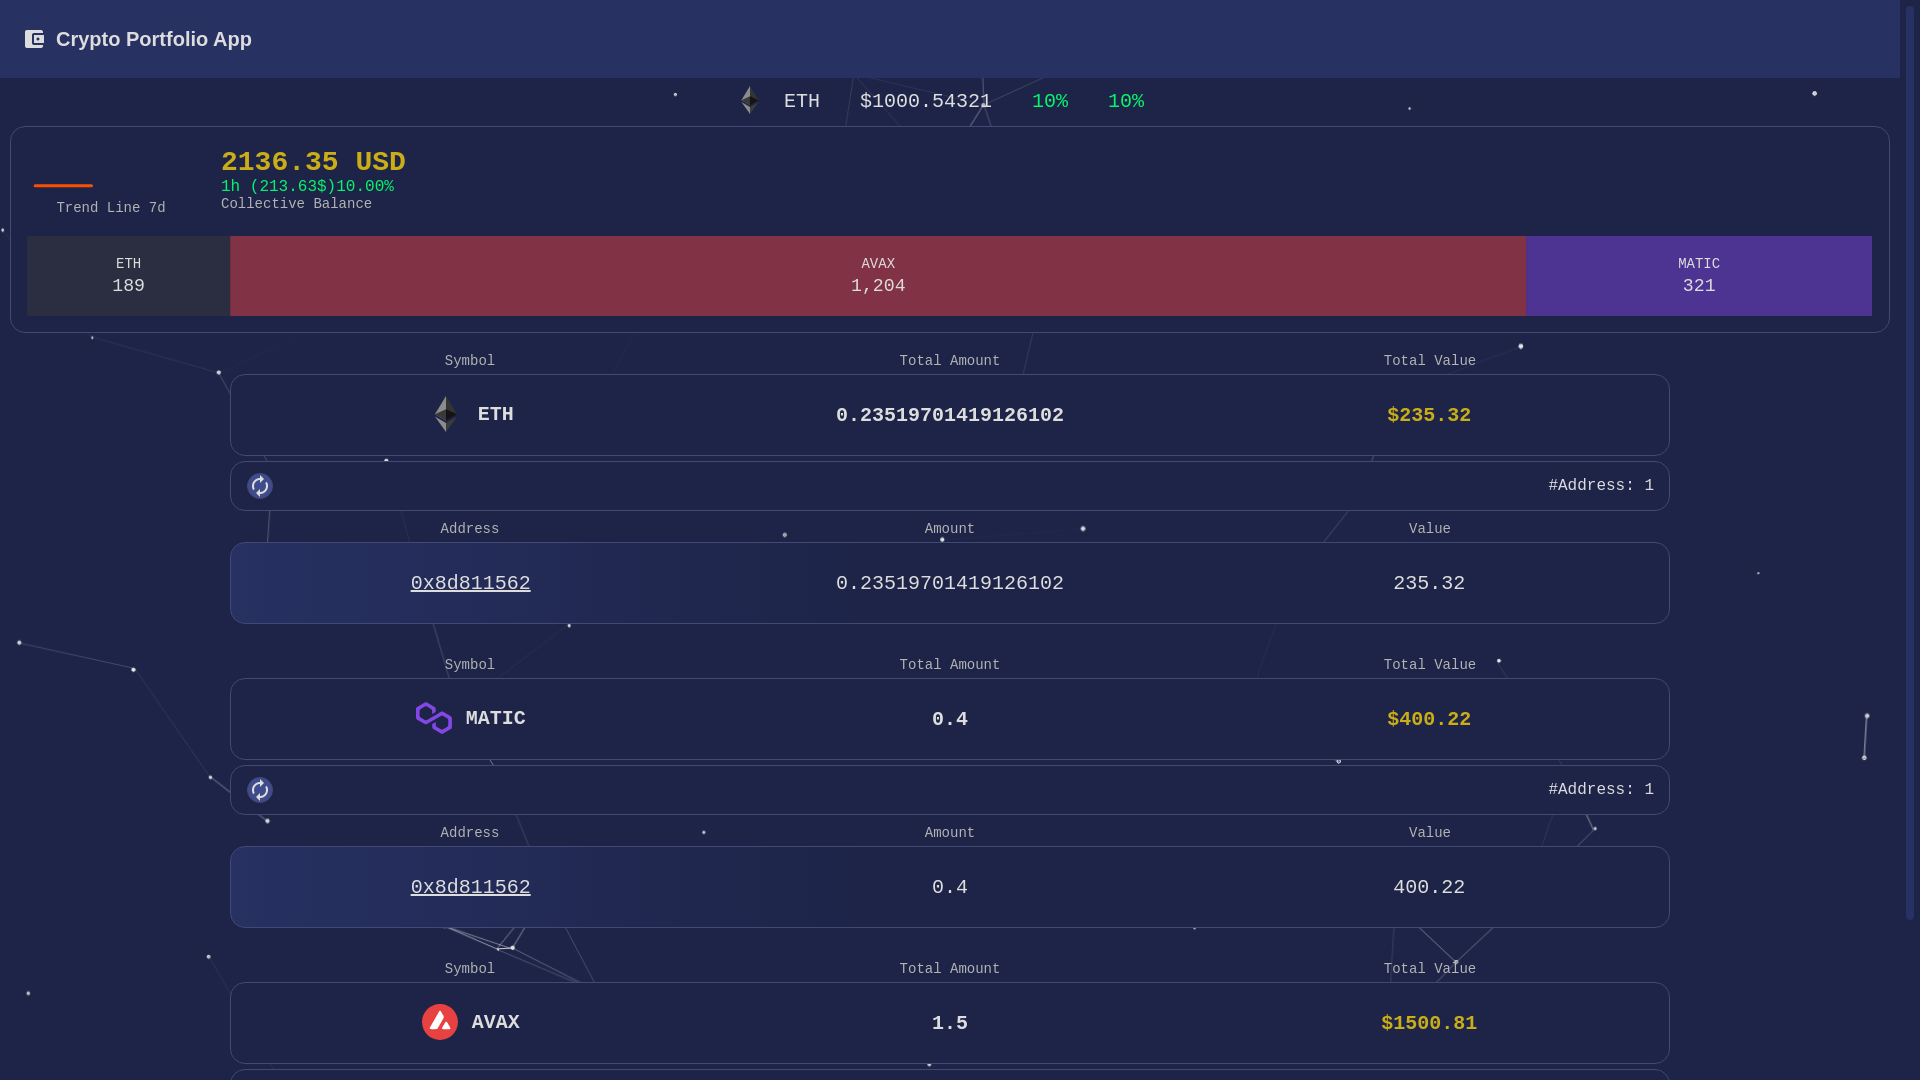 Crypto Portfolio App
ETH $1000.54321 10% 10%
2136.35 USD
1h (213.63$)10.00%
Collective Balance
Trend Line 7d
ETH AVAX MATIC
189 1,204 321
Symbol Total Amount Total Value
ETH 0.23519701419126102 $235.32
#Address: 1
Address Amount Value
0x8d811562 0.23519701419126102 235.32
Symbol Total Amount Total Value
MATIC 0.4 $400.22
#Address: 1
Address Amount Value
0x8d811562 0.4 400.22
Symbol Total Amount Total Value
AVAX 1.5 $1500.81